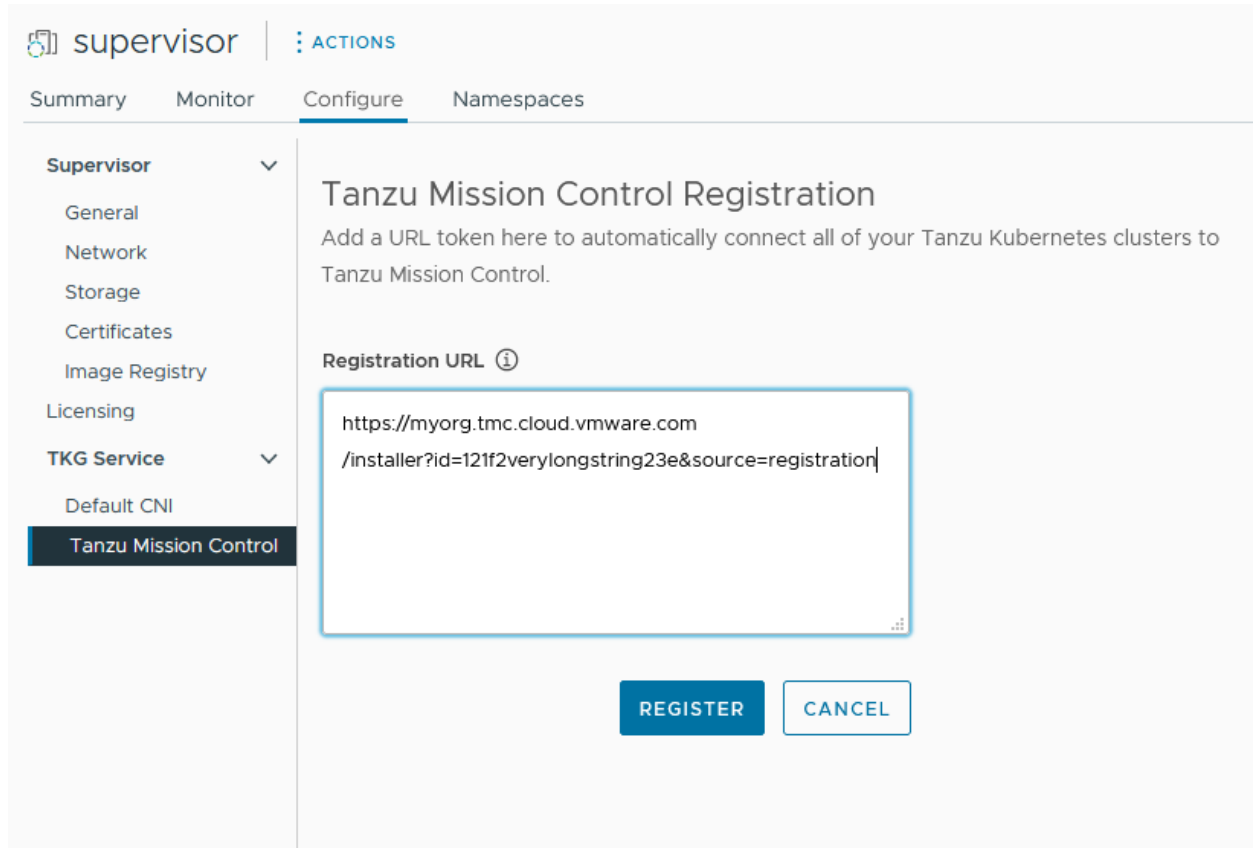 supervisor
ACTIONS
Summary Monitor Configure Namespaces
Supervisor
General
Network
Storage
Certificates
Image Registry
Licensing
TKG Service
Default CNI
Tanzu Mission Control
Tanzu Mission Control Registration
Add a URL token here to automatically connect all of your Tanzu Kubernetes clusters to
Tanzu Mission Control.
Registration URL
https://myorg.tmc.cloud.vmware.com
/installer?id=121f2verylongstring23e&source=registration
REGISTER CANCEL